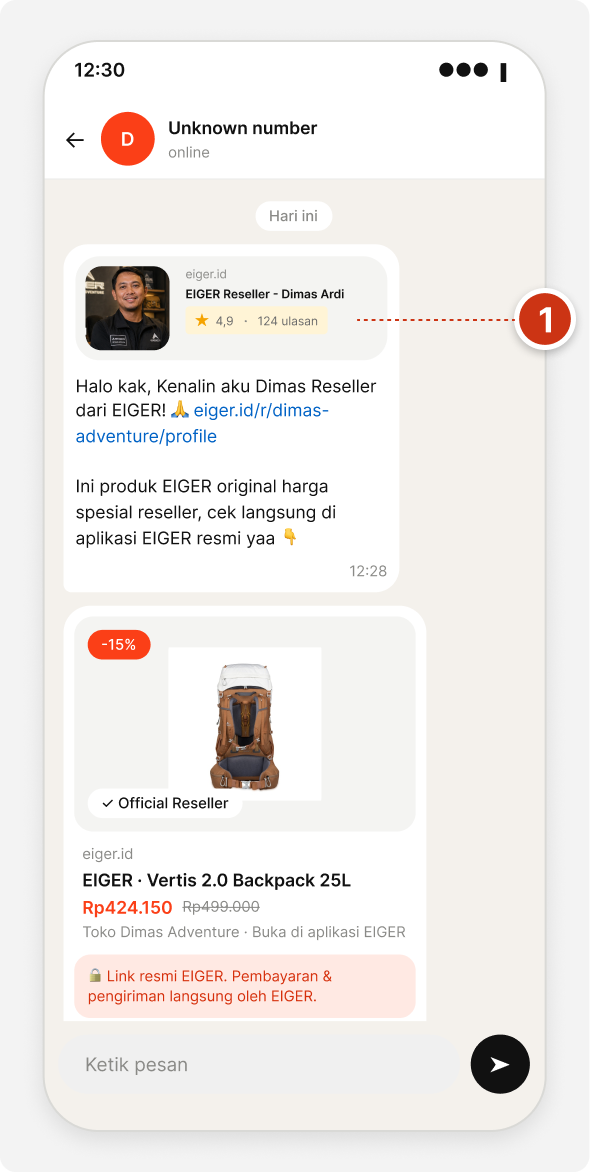 12:30
D
Unknown number
online
Hari ini
eiger.id
EIGER Reseller - Dimas Ardi
★ 4,9 · 124 ulasan
1
Halo kak, Kenalin aku Dimas Reseller
dari EIGER! 🙏 eiger.id/r/dimas-
adventure/profile
Ini produk EIGER original harga
spesial reseller, cek langsung di
aplikasi EIGER resmi yaa 👇
12:28
-15%
✓ Official Reseller
eiger.id
EIGER · Vertis 2.0 Backpack 25L
Rp424.150 Rp499.000
Toko Dimas Adventure · Buka di aplikasi EIGER
🔒 Link resmi EIGER. Pembayaran &
pengiriman langsung oleh EIGER.
Ketik pesan